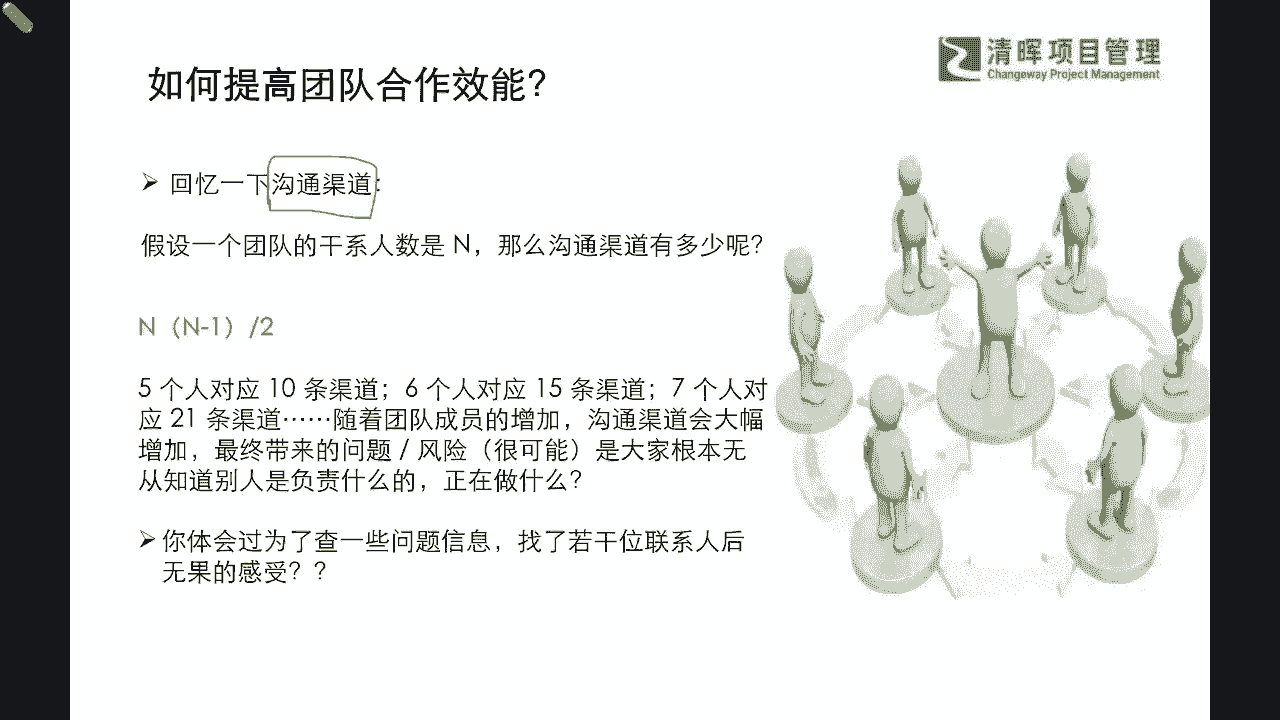 清晖项目管理
Changeway Project Management
如何提高团队合作效能？
回忆一下沟通渠道：
假设一个团队的干系人数是 N，那么沟通渠道有多少呢？
N（N-1）/2
5 个人对应 10 条渠道；6 个人对应 15 条渠道；7 个人对
应 21 条渠道……随着团队成员的增加，沟通渠道会大幅
增加，最终带来的问题 / 风险（很可能）是大家根本无
从知道别人是负责什么的，正在做什么？
你体会过为了查一些问题信息，找了若干位联系人后
无果的感受？？